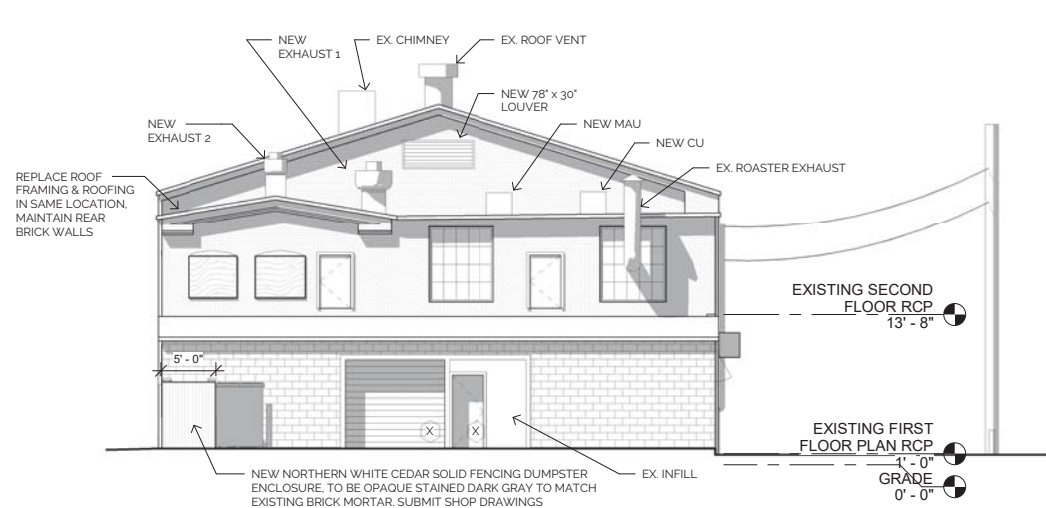 NEW
EXHAUST 1
EX. CHIMNEY
EX. ROOF VENT
NEW 78" x 30"
LOUVER
NEW
EXHAUST 2
NEW MAU
NEW CU
EX. ROASTER EXHAUST
REPLACE ROOF
FRAMING & ROOFING
IN SAME LOCATION,
MAINTAIN REAR
BRICK WALLS
EXISTING SECOND
FLOOR RCP
13' - 8"
5' - 0"
X
X
EXISTING FIRST
FLOOR PLAN RCP
1' - 0"
GRADE
0' - 0"
NEW NORTHERN WHITE CEDAR SOLID FENCING DUMPSTER
ENCLOSURE, TO BE OPAQUE STAINED DARK GRAY TO MATCH
EXISTING BRICK MORTAR. SUBMIT SHOP DRAWINGS
EX. INFILL